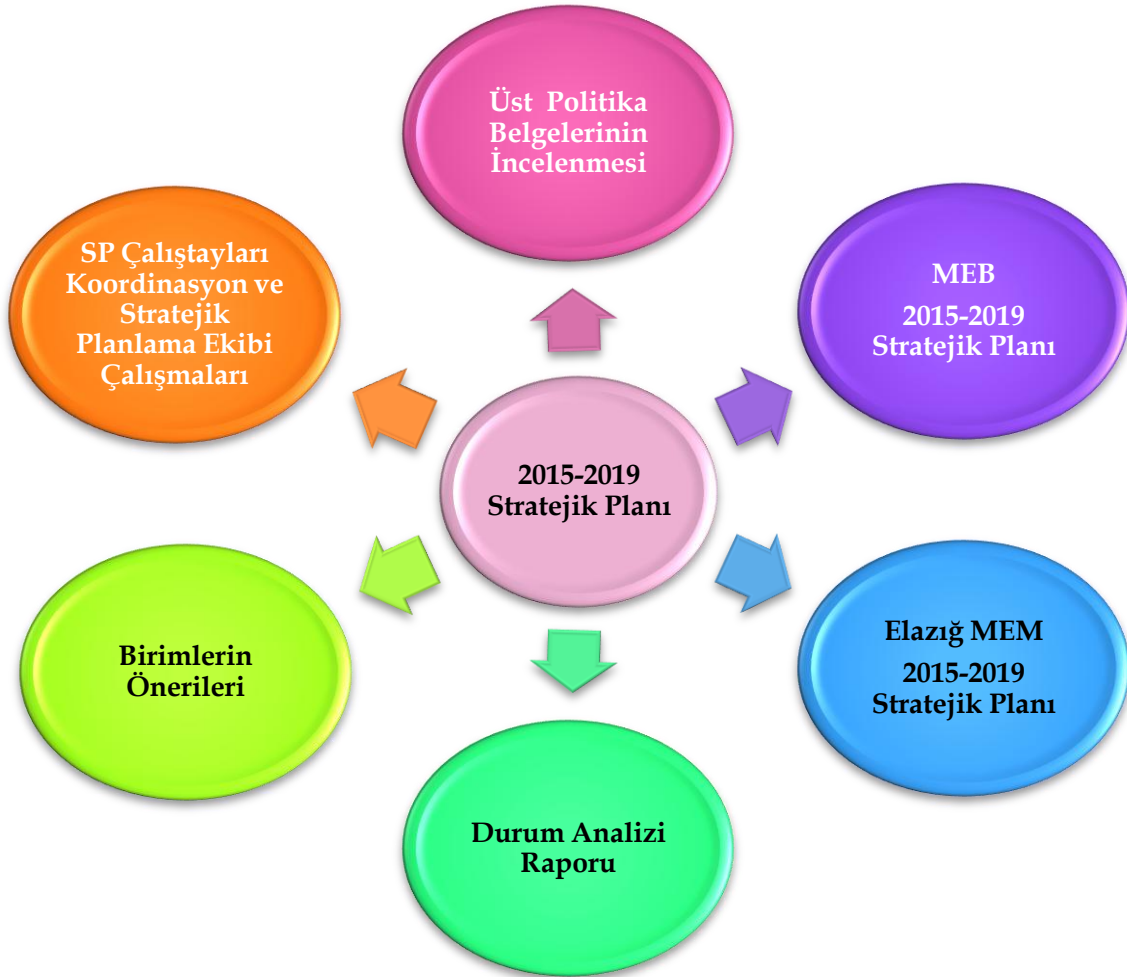 Üst Politika
Belgelerinin
İncelenmesi
SP Çalıştayları
Koordinasyon ve
Stratejik
Planlama Ekibi
Çalışmaları
MEB
2015-2019
Stratejik Planı
2015-2019
Stratejik Planı
Birimlerin
Önerileri
Elazığ MEM
2015-2019
Stratejik Planı
Durum Analizi
Raporu